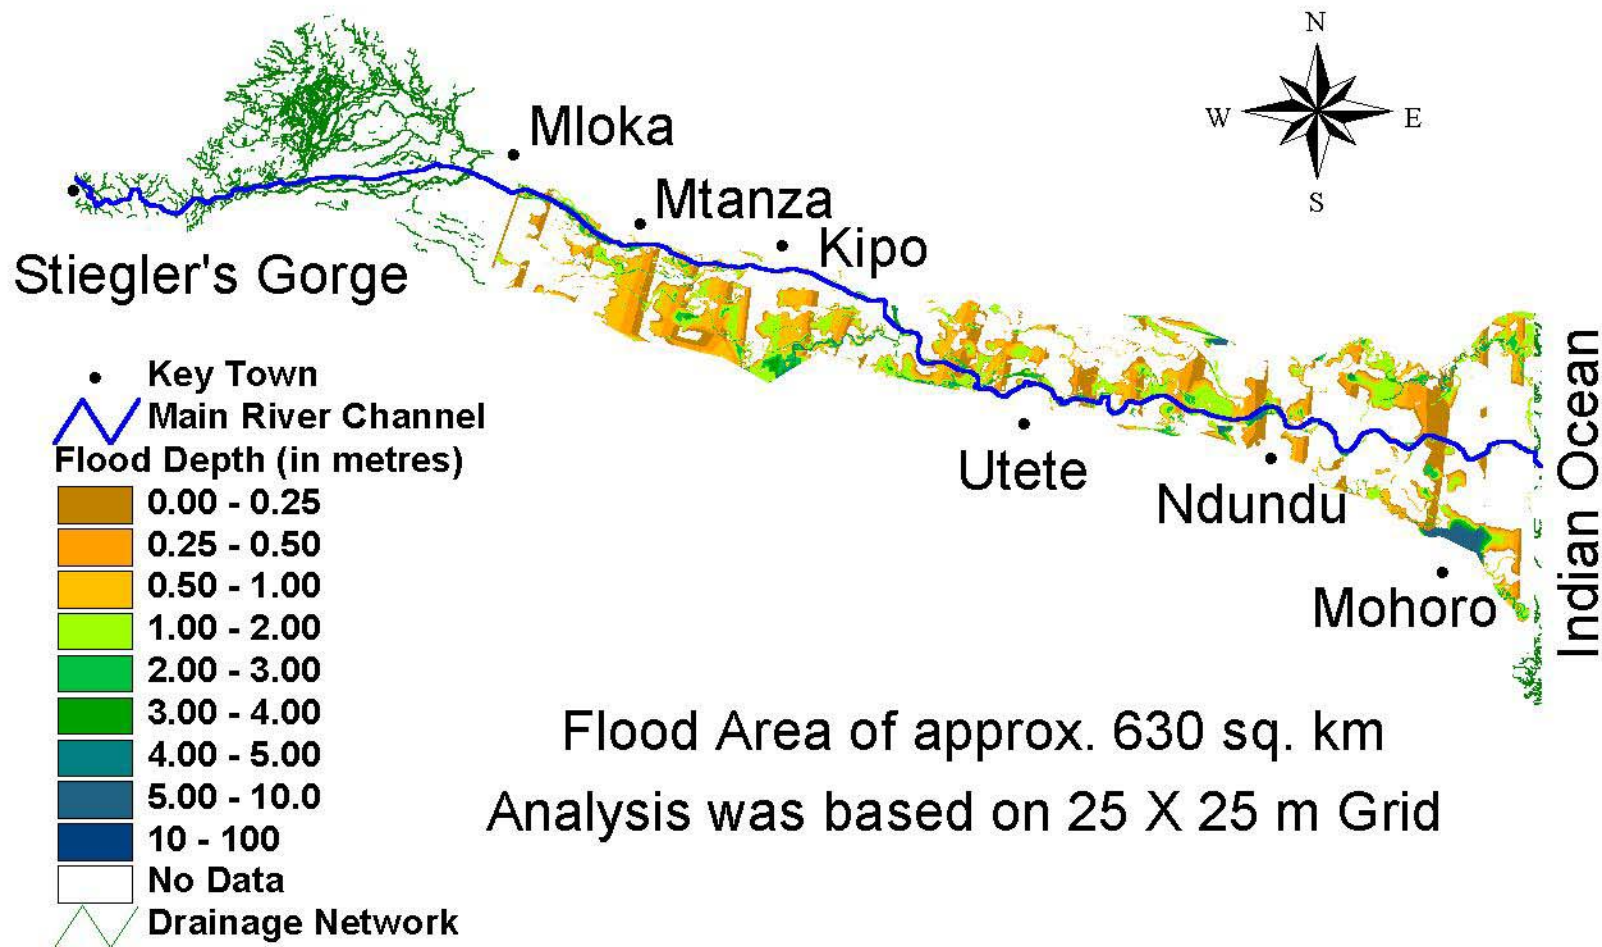 N
W
E
S
Mloka
Mtanza
Kipo
Stiegler's Gorge
Utete
Ndundu
Mohoro
Indian Ocean
Key Town
Main River Channel
Flood Depth (in metres)
0.00 - 0.25
0.25 - 0.50
0.50 - 1.00
1.00 - 2.00
2.00 - 3.00
3.00 - 4.00
4.00 - 5.00
5.00 - 10.0
10 - 100
No Data
Drainage Network
Flood Area of approx. 630 sq. km
Analysis was based on 25 X 25 m Grid